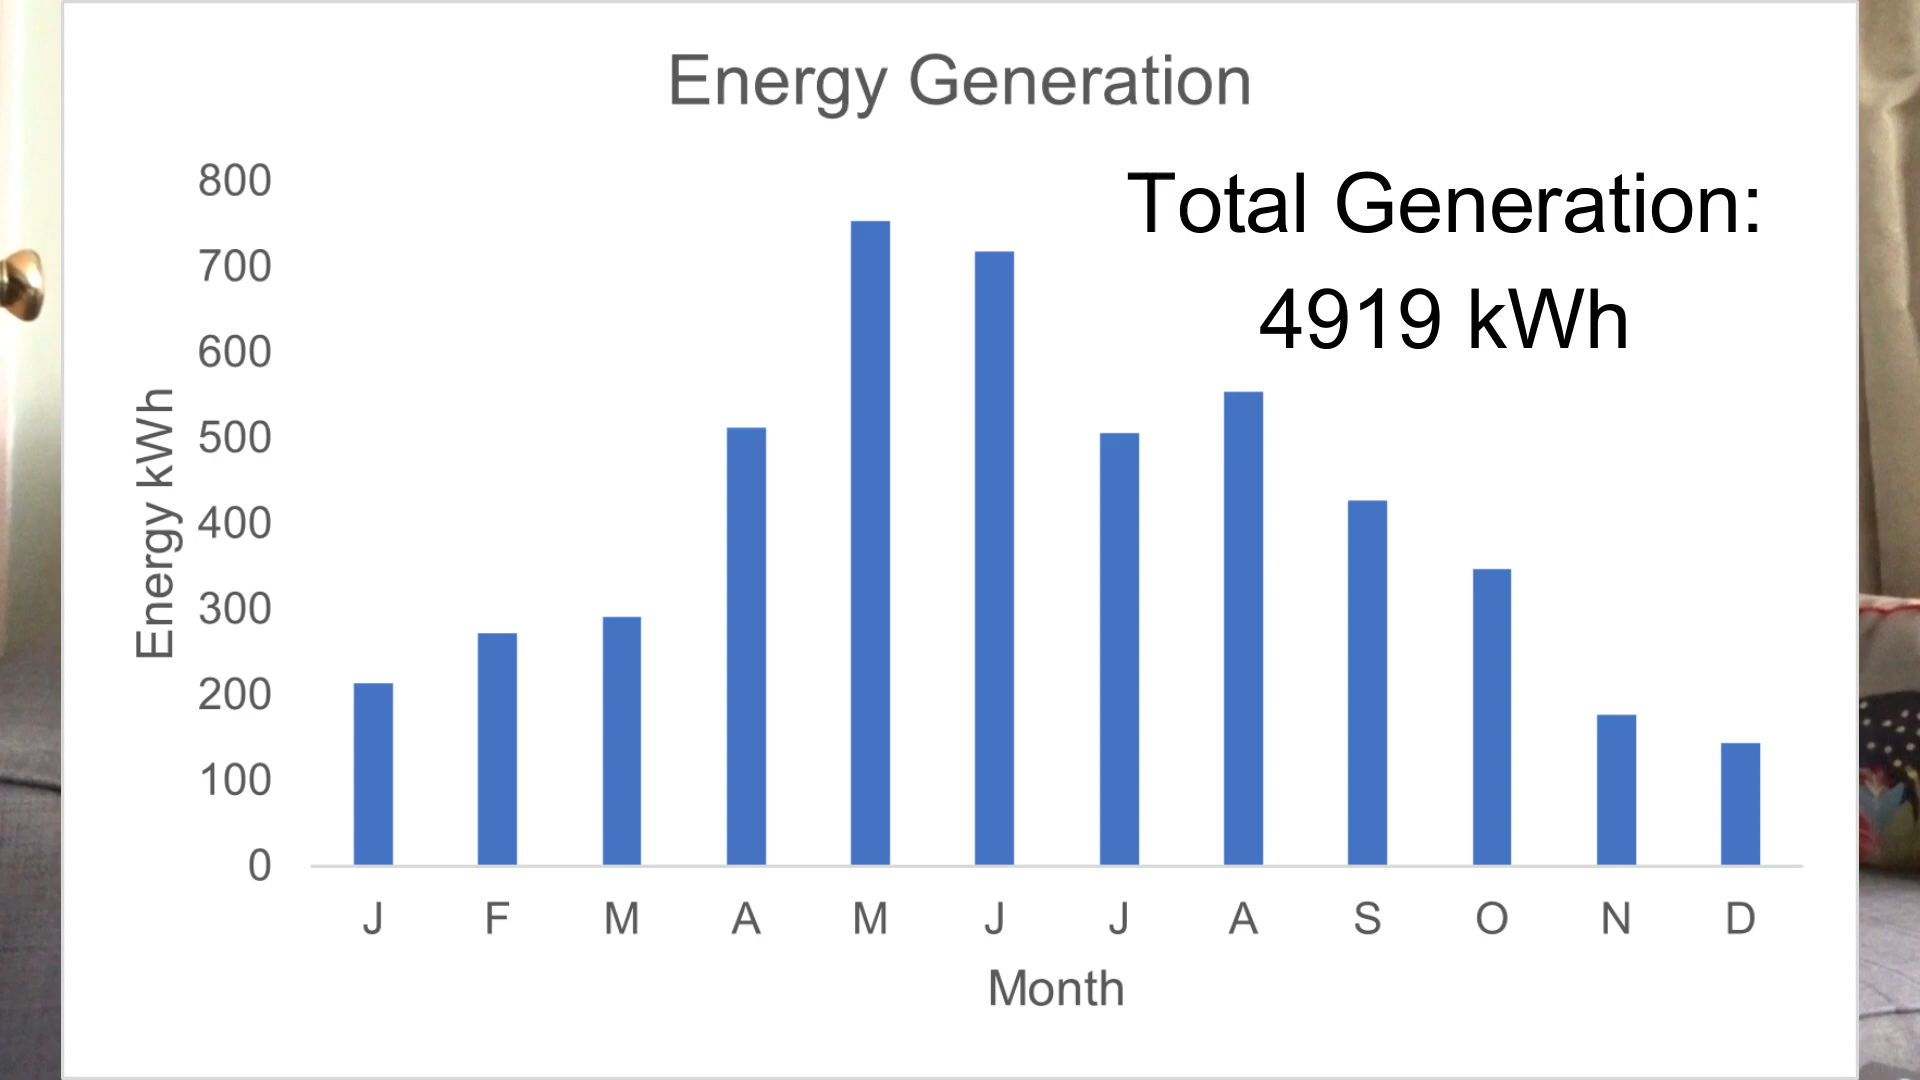 Energy Generation
Total Generation:
4919 kWh
800
700
600
500
400
300
200
100
0
Energy kWh
J F M A M J J A S O N D
Month